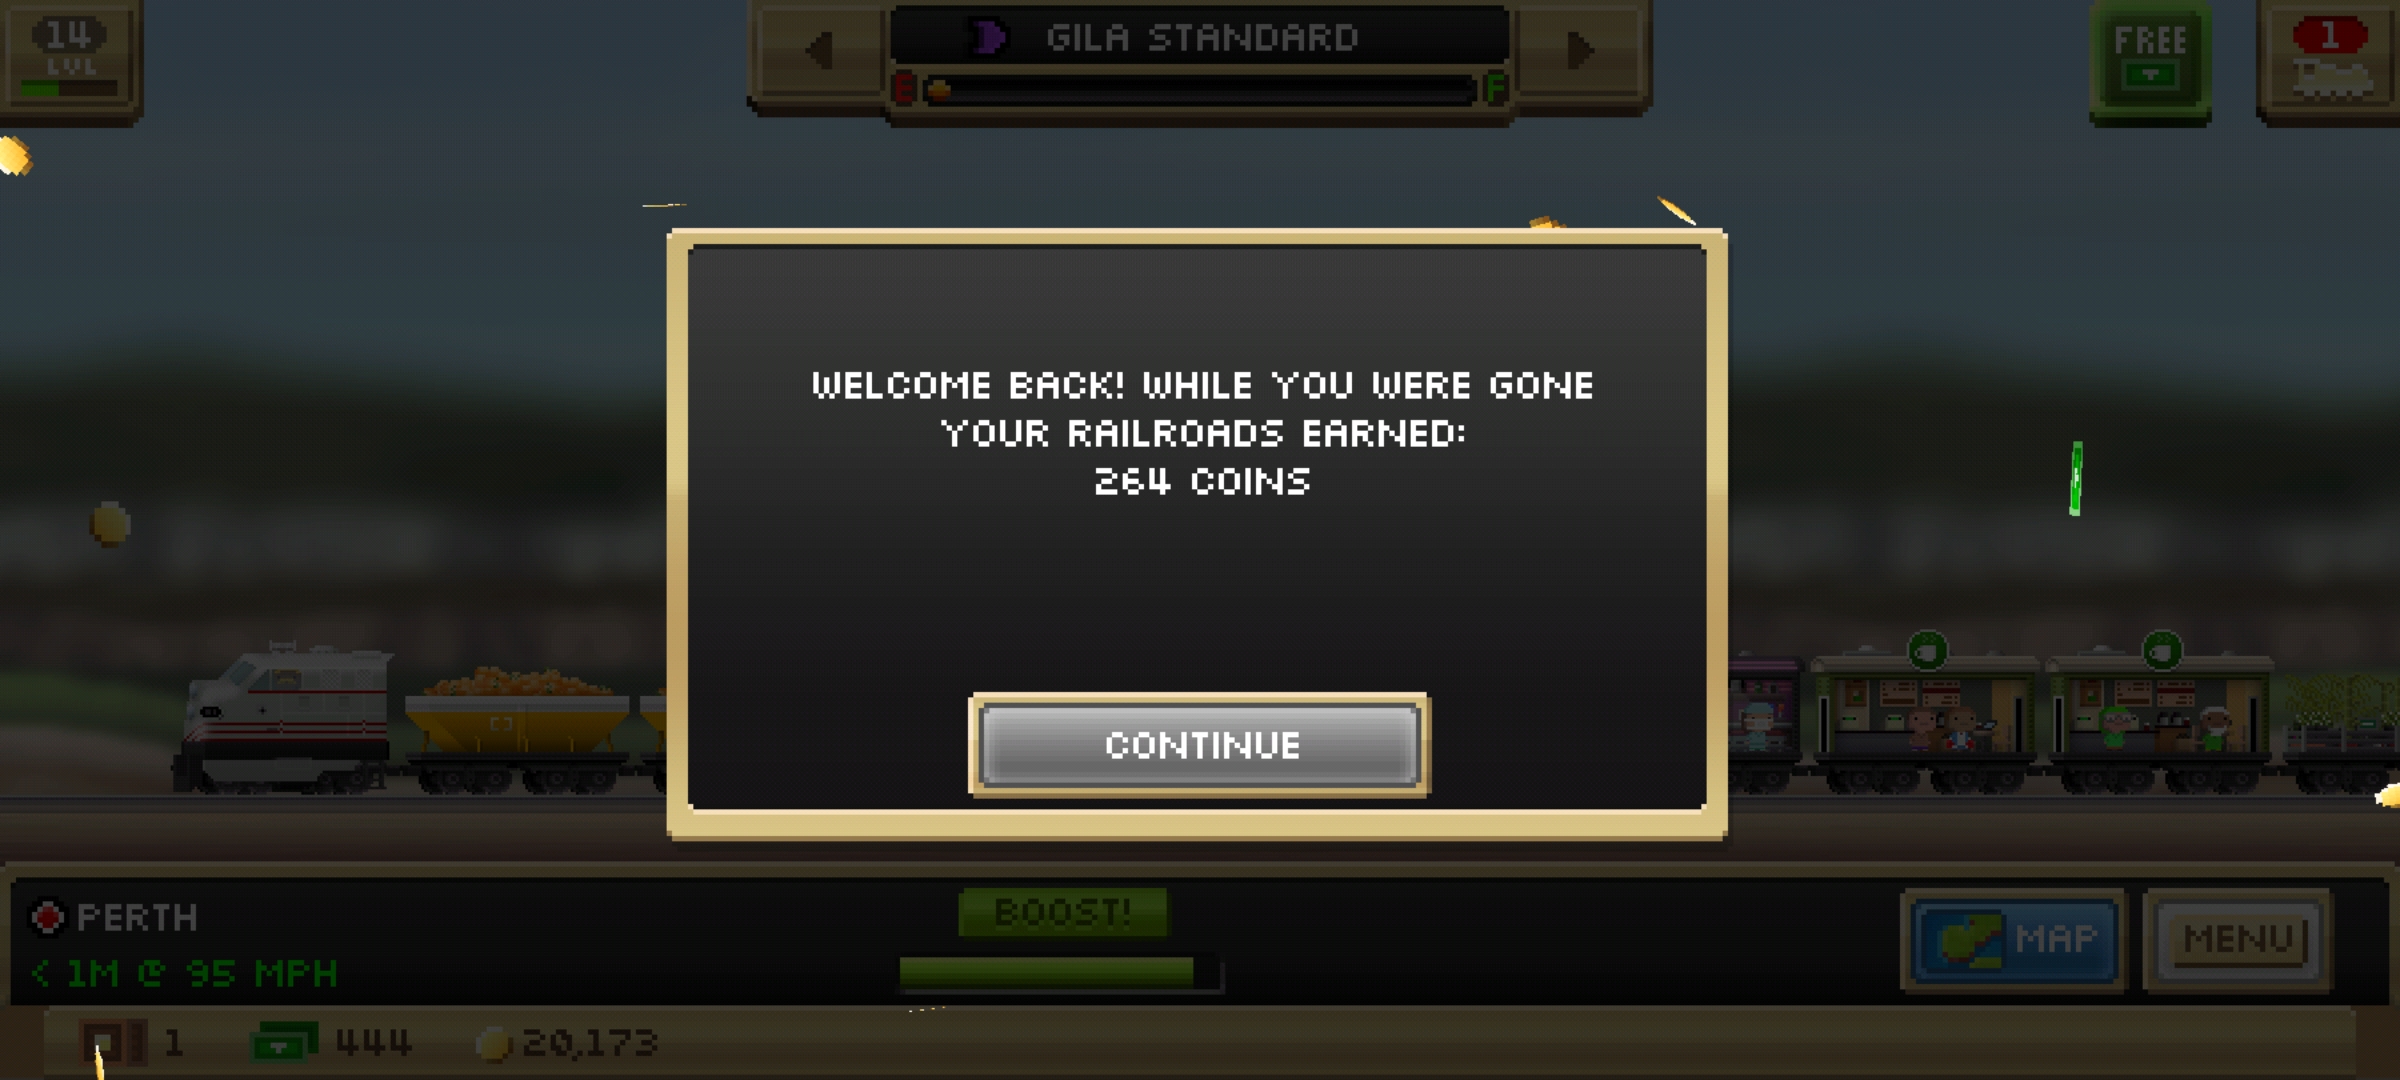 14
LVL
GILA STANDARD
E
F
FREE
1
WELCOME BACK! WHILE YOU WERE GONE
YOUR RAILROADS EARNED:
264 COINS
CONTINUE
PERTH
< 1M @ 95 MPH
BOOST!
MAP
MENU
1
444
20,173